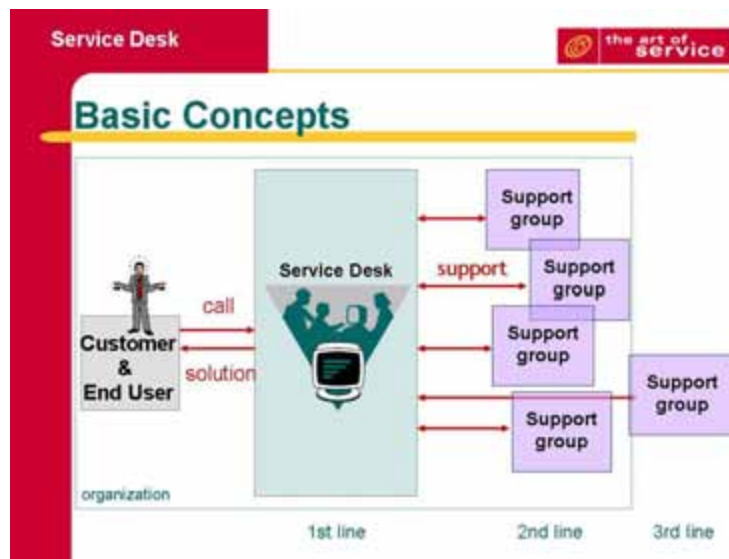 Service Desk
the art of
service
Basic Concepts
Support
group
Service Desk
support
Support
group
call
Customer
&
End User
solution
Support
group
Support
group
Support
group
organization
1st line
2nd line
3rd line